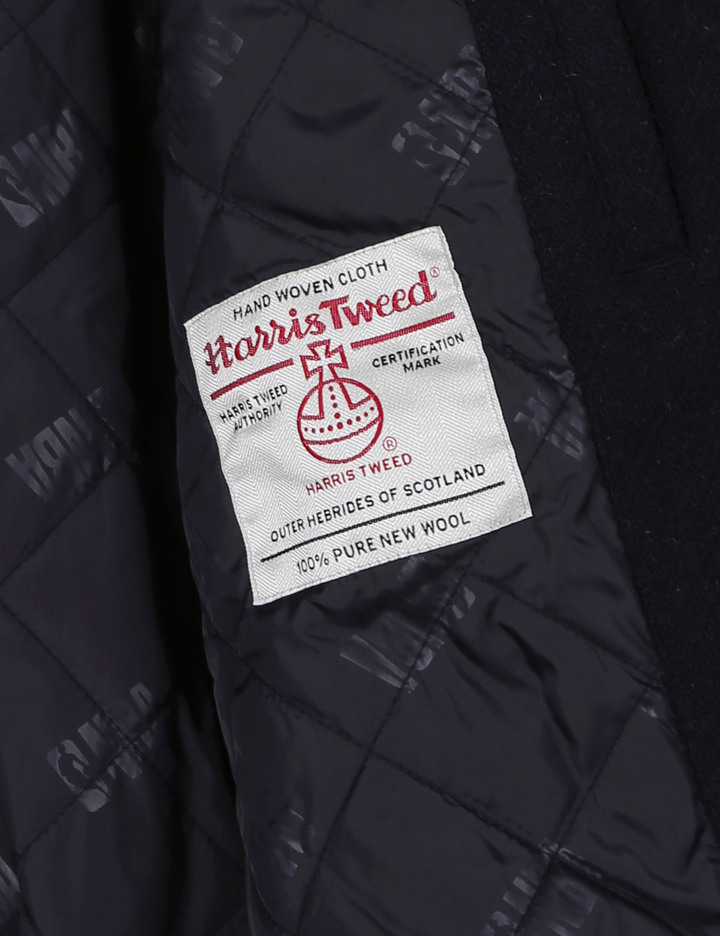 HAND WOVEN CLOTH
Harris Tweed®
HARRIS TWEED AUTHORITY
CERTIFICATION MARK
®
HARRIS TWEED
OUTER HEBRIDES OF SCOTLAND
100% PURE NEW WOOL